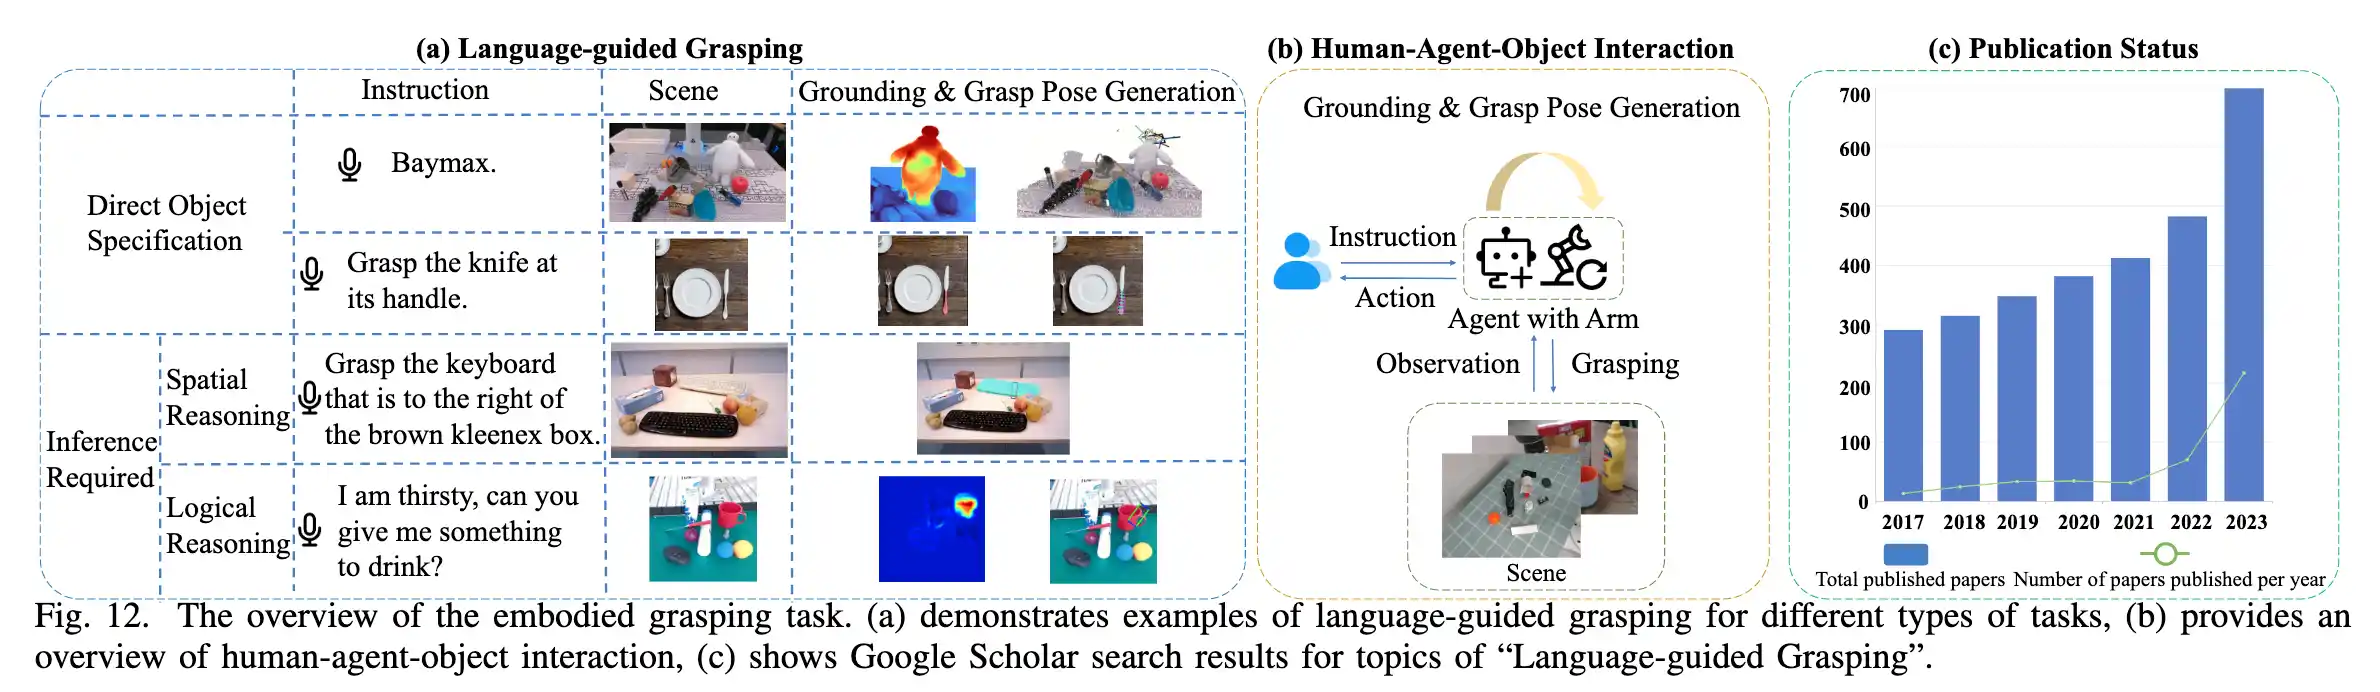 (a) Language-guided Grasping
Instruction
Scene
Grounding & Grasp Pose Generation
Direct Object
Specification
Baymax.
Grasp the knife at
its handle.
Inference
Required
Spatial
Reasoning
Grasp the keyboard
that is to the right of
the brown kleenex box.
Logical
Reasoning
I am thirsty, can you
give me something
to drink?
(b) Human-Agent-Object Interaction
Grounding & Grasp Pose Generation
Instruction
Action
Agent with Arm
Observation
Grasping
Scene
(c) Publication Status
700
600
500
400
300
200
100
0
2017 2018 2019 2020 2021 2022 2023
Total published papers
Number of papers published per year
Fig. 12. The overview of the embodied grasping task. (a) demonstrates examples of language-guided grasping for different types of tasks, (b) provides an
overview of human-agent-object interaction, (c) shows Google Scholar search results for topics of “Language-guided Grasping”.